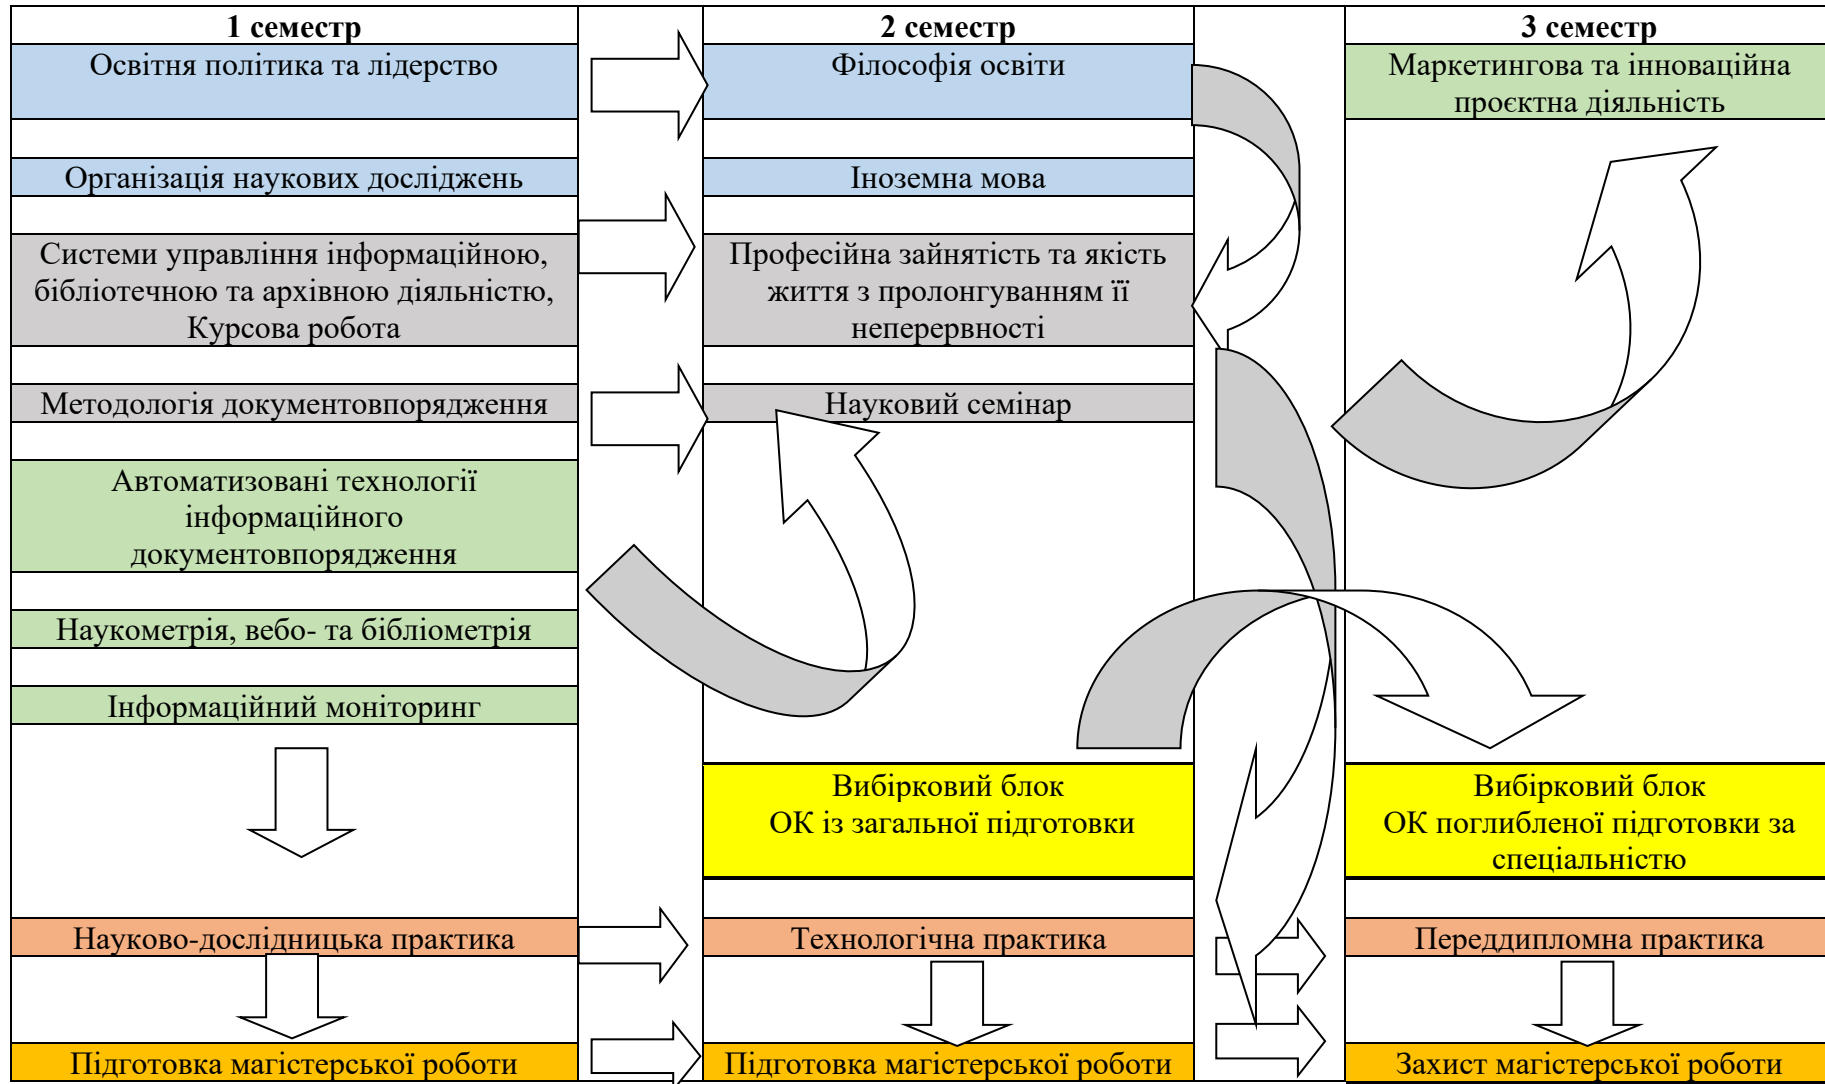 1 семестр
2 семестр
3 семестр
Освітня політика та лідерство
Філософія освіти
Маркетингова та інноваційна
проєктна діяльність
Організація наукових досліджень
Іноземна мова
Системи управління інформаційною,
бібліотечною та архівною діяльністю,
Курсова робота
Професійна зайнятість та якість
життя з пролонгуванням її
неперервності
Методологія документовпорядження
Науковий семінар
Автоматизовані технології
інформаційного
документовпорядження
Наукометрія, вебо- та бібліометрія
Інформаційний моніторинг
Вибірковий блок
ОК із загальної підготовки
Вибірковий блок
ОК поглибленої підготовки за
спеціальністю
Науково-дослідницька практика
Технологічна практика
Переддипломна практика
Підготовка магістерської роботи
Підготовка магістерської роботи
Захист магістерської роботи